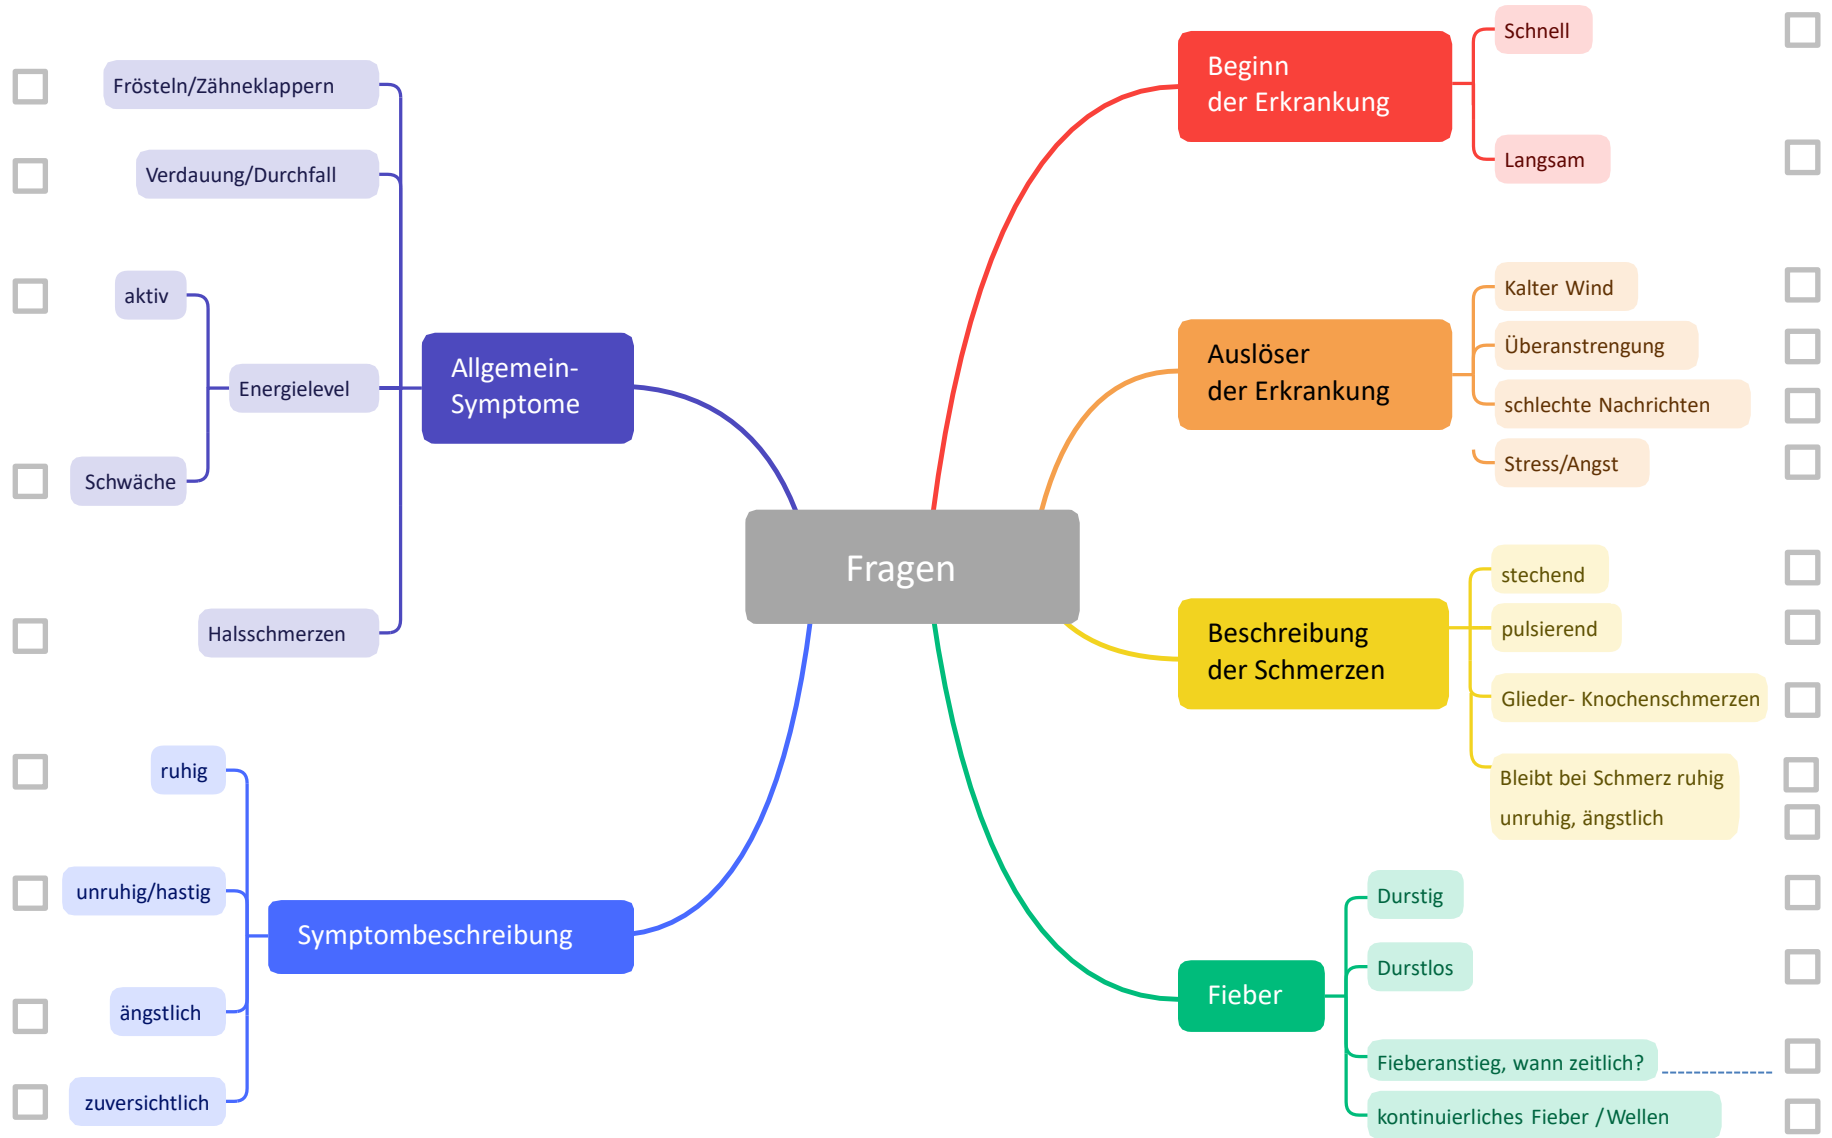 Fragen
Beginn
der Erkrankung
Schnell
Langsam
Auslöser
der Erkrankung
Kalter Wind
Überanstrengung
schlechte Nachrichten
Stress/Angst
Beschreibung
der Schmerzen
stechend
pulsierend
Glieder- Knochenschmerzen
Bleibt bei Schmerz ruhig
unruhig, ängstlich
Fieber
Durstig
Durstlos
Fieberanstieg, wann zeitlich?
kontinuierliches Fieber / Wellen
Allgemein-
Symptome
Frösteln/Zähneklappern
Verdauung/Durchfall
Energielevel
aktiv
Schwäche
Halsschmerzen
Symptombeschreibung
ruhig
unruhig/hastig
ängstlich
zuversichtlich